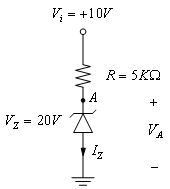 V_i = +10V
R = 5KΩ
A
+
V_Z = 20V
V_A
I_Z
−